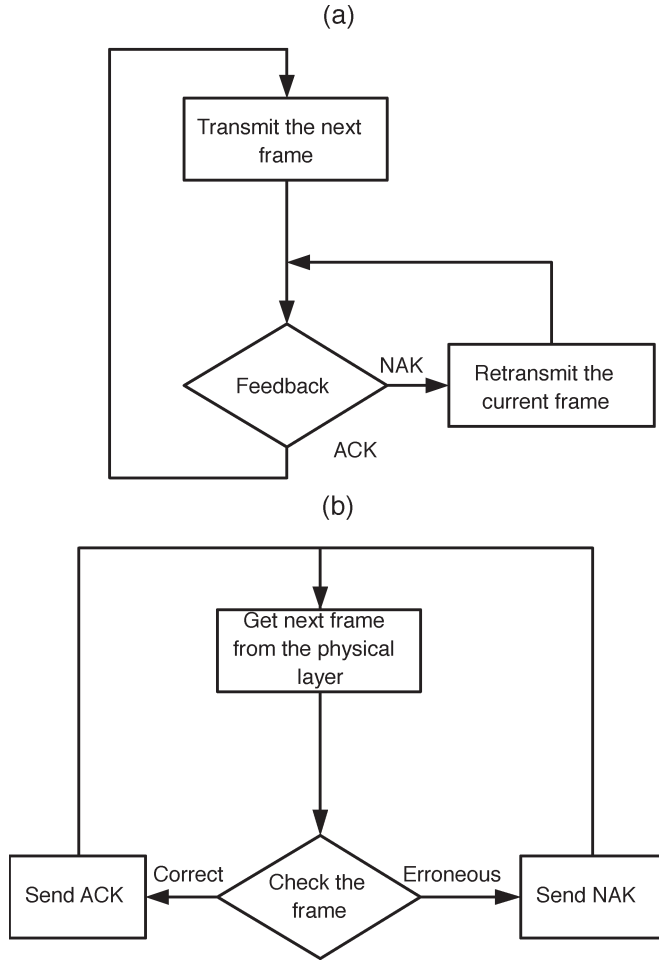 (a)
Transmit the next
frame
Feedback
NAK
Retransmit the
current frame
ACK
(b)
Get next frame
from the physical
layer
Send ACK
Correct
Check the
frame
Erroneous
Send NAK